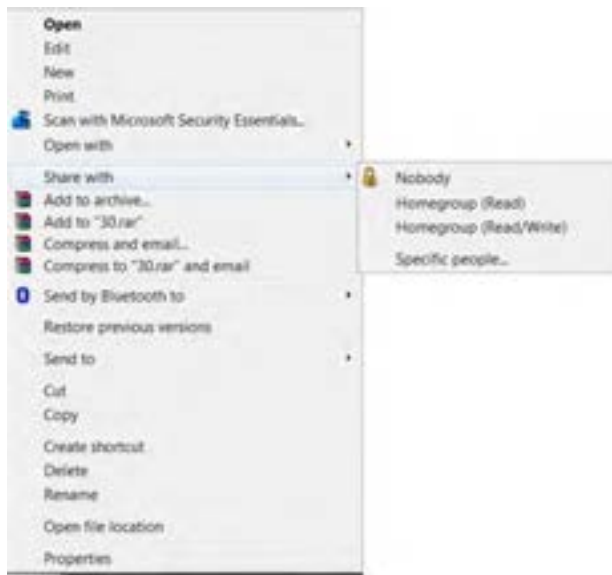 Open
Edit
New
Print
Scan with Microsoft Security Essentials...
Open with
Share with
Add to archive...
Add to "30.rar"
Compress and email...
Compress to "30.rar" and email
Send by Bluetooth to
Restore previous versions
Send to
Cut
Copy
Create shortcut
Delete
Rename
Open file location
Properties
Nobody
Homegroup (Read)
Homegroup (Read/Write)
Specific people...